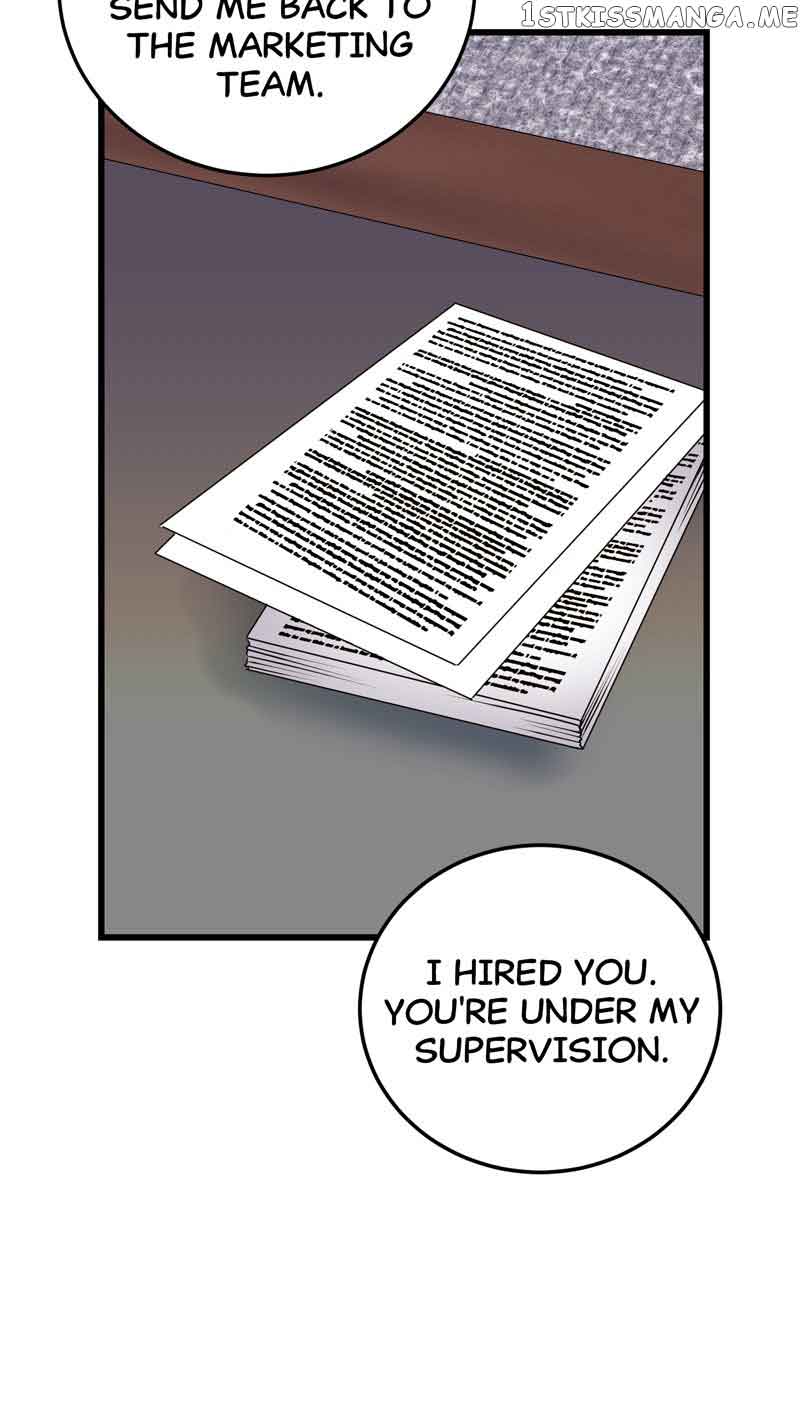 1STKISSMANGA.ME
SEND ME BACK TO
THE MARKETING
TEAM.
I HIRED YOU.
YOU'RE UNDER MY
SUPERVISION.